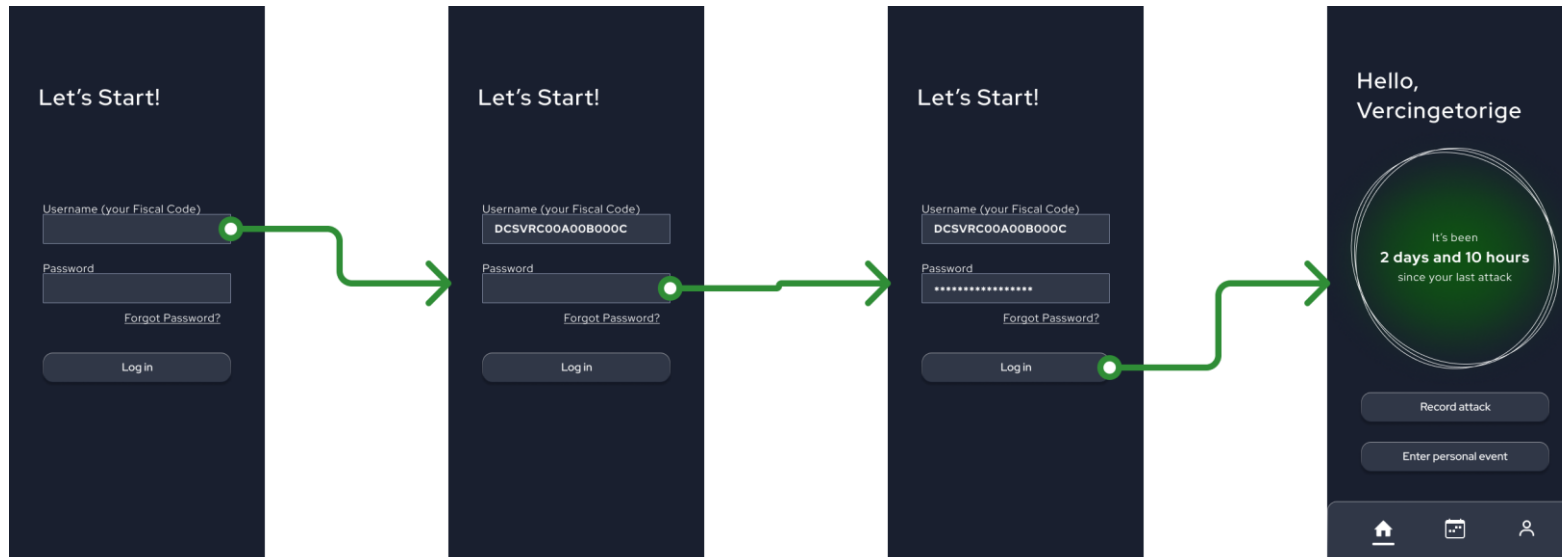 Let's Start!
Username (your Fiscal Code)
Password
Forgot Password?
Log in
Let's Start!
Username (your Fiscal Code)
DCSVRC00A00B000C
Password
Forgot Password?
Log in
Let's Start!
Username (your Fiscal Code)
DCSVRC00A00B000C
Password
*****************
Forgot Password?
Log in
Hello,
Vercingetorige
It's been
2 days and 10 hours
since your last attack
Record attack
Enter personal event